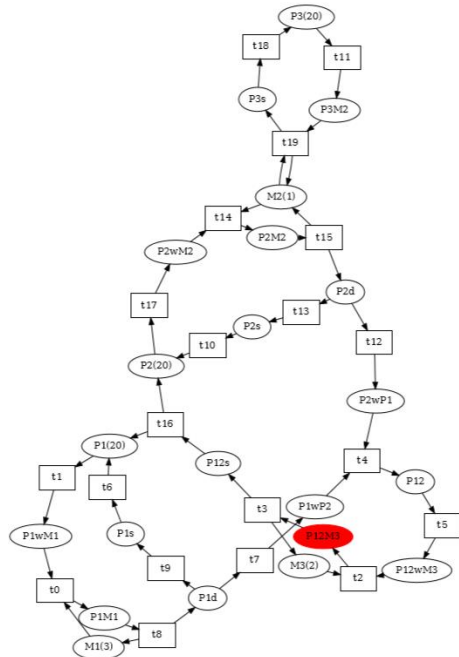 P3(20)
t18
t11
P3s
P3M2
t19
M2(1)
t14
P2M2
t15
P2wM2
P2d
t17
t13
P2s
t10
t12
P2(20)
P2wP1
t16
P1(20)
P12s
t4
t1
t6
P12
P1wP2
t3
t5
P1s
P1wM1
P12M3
t7
t9
M3(2)
t2
P12wM3
t0
P1d
P1M1
t8
M1(3)